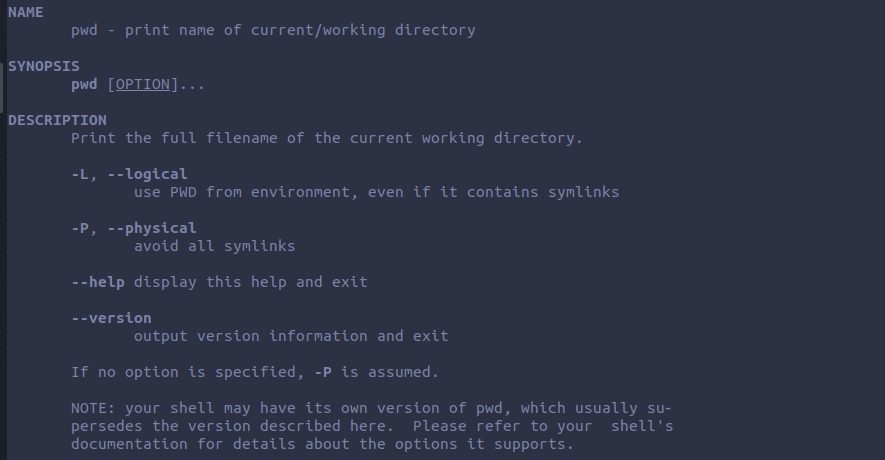 NAME
pwd - print name of current/working directory
SYNOPSIS
pwd [OPTION]...
DESCRIPTION
Print the full filename of the current working directory.
-L, --logical
use PWD from environment, even if it contains symlinks
-P, --physical
avoid all symlinks
--help display this help and exit
--version
output version information and exit
If no option is specified, -P is assumed.
NOTE: your shell may have its own version of pwd, which usually su-
persedes the version described here.  Please refer to your  shell's
documentation for details about the options it supports.